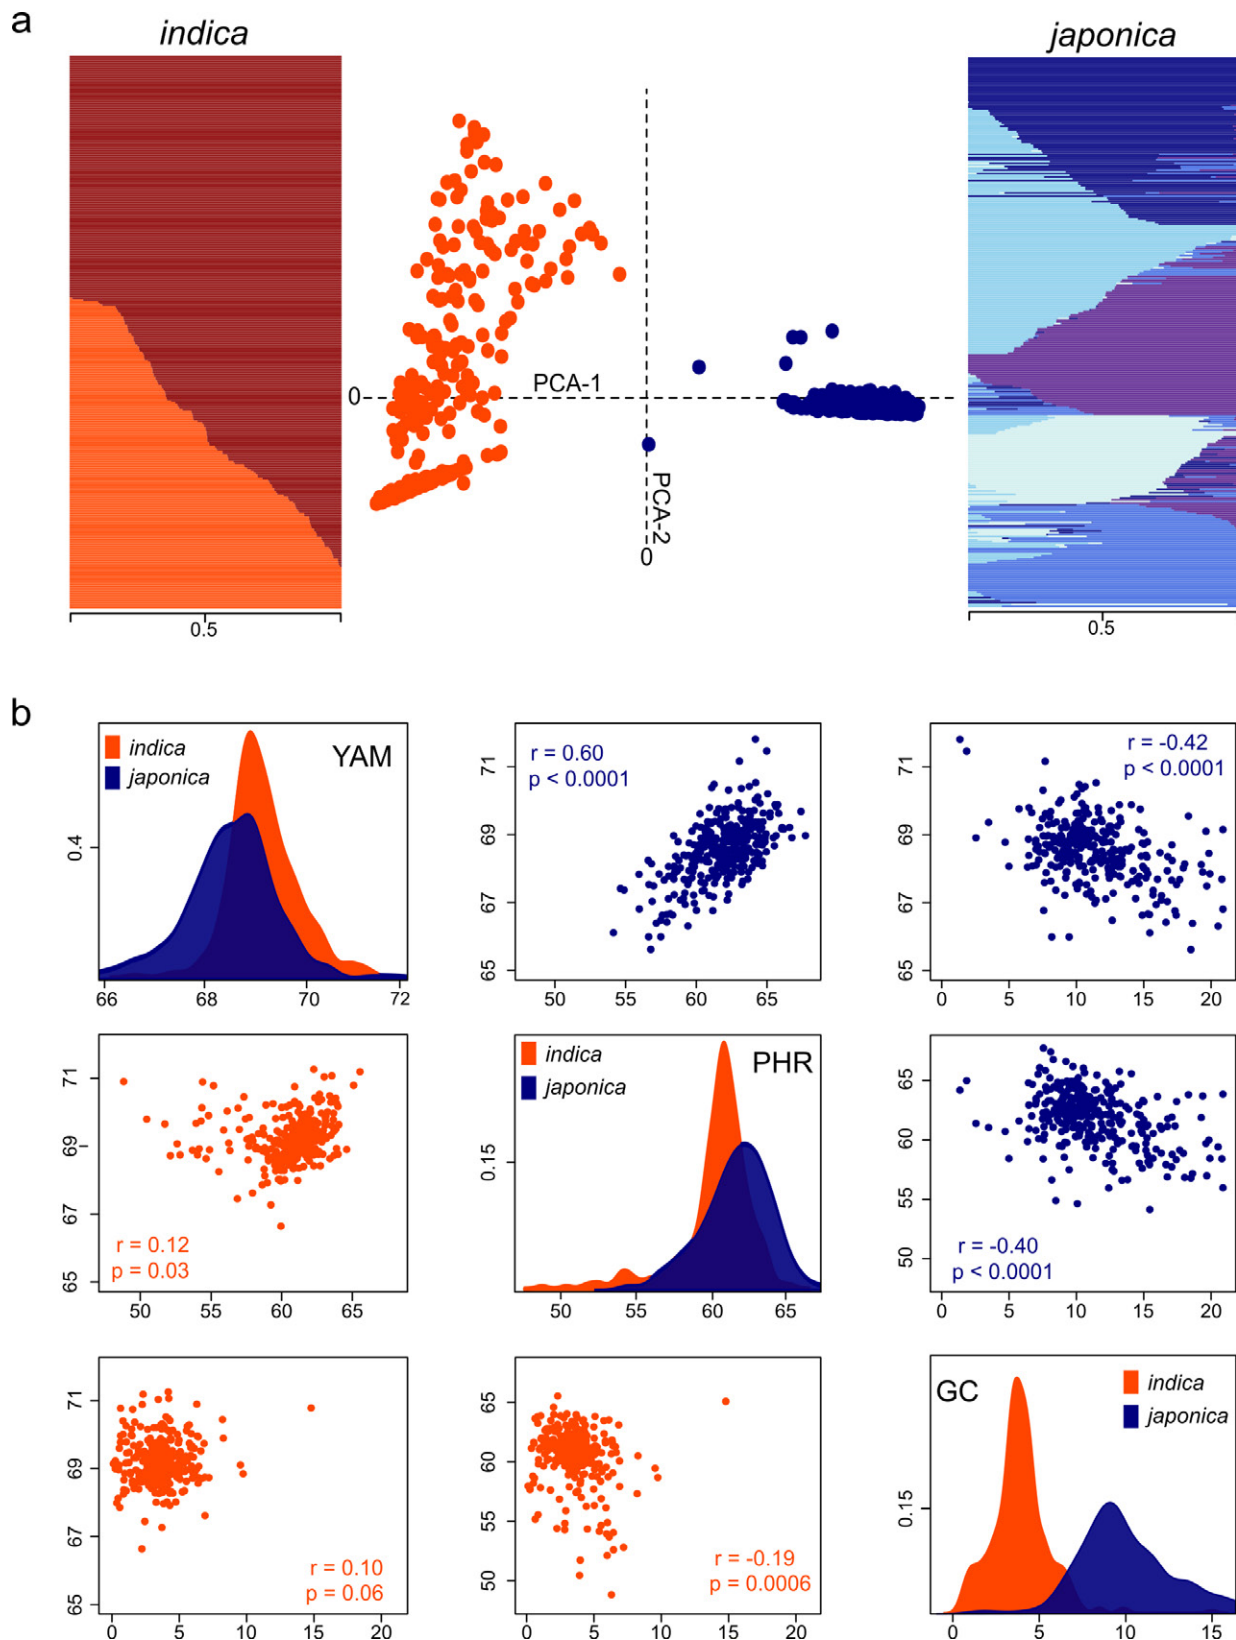 a
indica
japonica
0
PCA-1
PCA-2
0
0.5
0.5
b
indica
japonica
YAM
0.4
66 68 70 72
r = 0.60
p < 0.0001
71
69
67
65
50 55 60 65
r = -0.42
p < 0.0001
71
69
67
65
0 5 10 15 20
71
69
67
65
r = 0.12
p = 0.03
50 55 60 65
indica
japonica
PHR
0.15
50 55 60 65
65
60
55
50
r = -0.40
p < 0.0001
0 5 10 15 20
71
69
67
65
r = 0.10
p = 0.06
0 5 10 15 20
65
60
55
50
r = -0.19
p = 0.0006
0 5 10 15 20
GC
indica
japonica
0.15
0 5 10 15